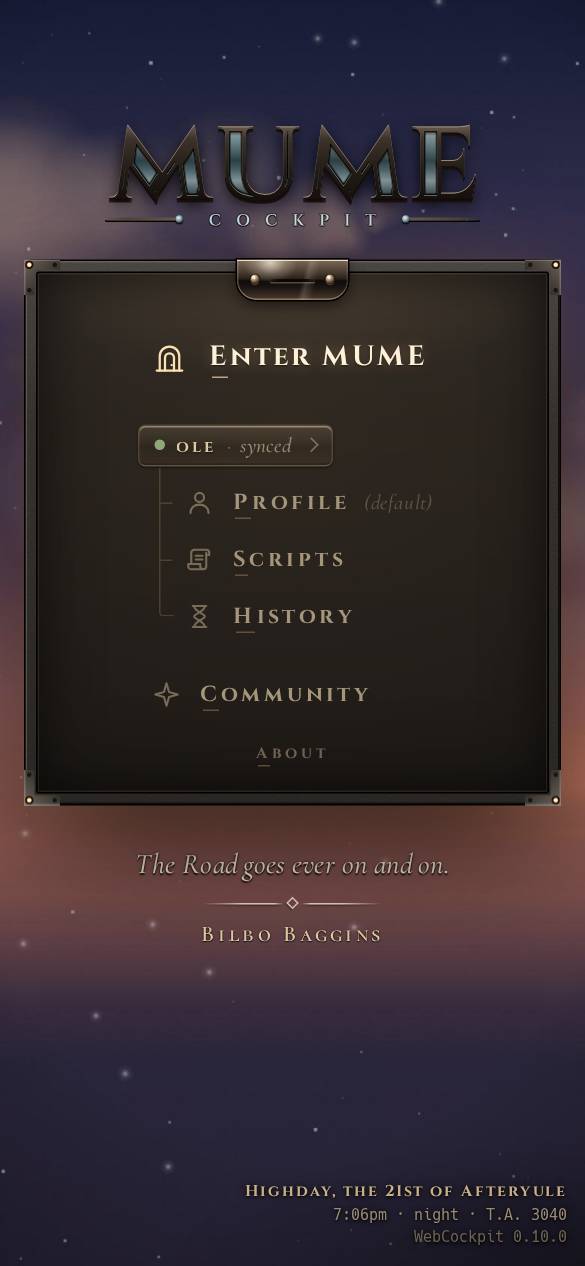 MUME
COCKPIT
ENTER MUME
OLE · synced
PROFILE (default)
SCRIPTS
HISTORY
COMMUNITY
ABOUT
The Road goes ever on and on.
BILBO BAGGINS
HIGHDAY, THE 21ST OF AFTERYULE
7:06pm · night · T.A. 3040
WebCockpit 0.10.0